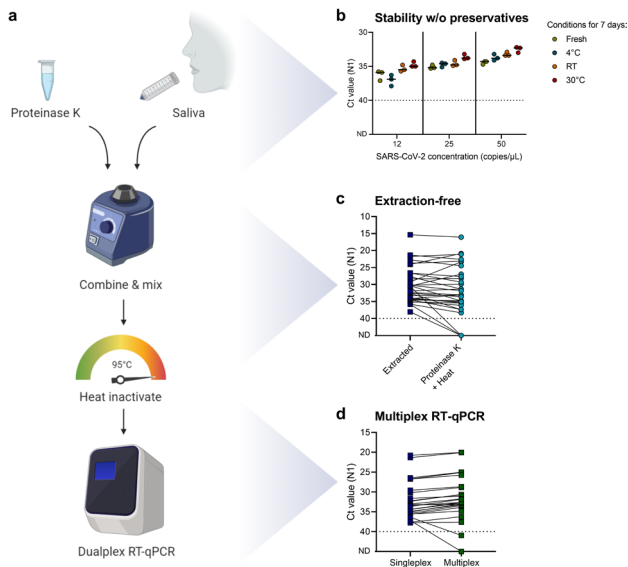 a
Proteinase K
Saliva
Combine & mix
95°C
Heat inactivate
Dualplex RT-qPCR
b
Stability w/o preservatives
Conditions for 7 days:
Fresh
4°C
RT
30°C
Ct value (N1)
30
35
40
ND
12
25
50
SARS-CoV-2 concentration (copies/µL)
c
Extraction-free
Ct value (N1)
10
15
20
25
30
35
40
ND
Extracted
Proteinase K
+ Heat
d
Multiplex RT-qPCR
Ct value (N1)
15
20
25
30
35
40
ND
Singleplex
Multiplex